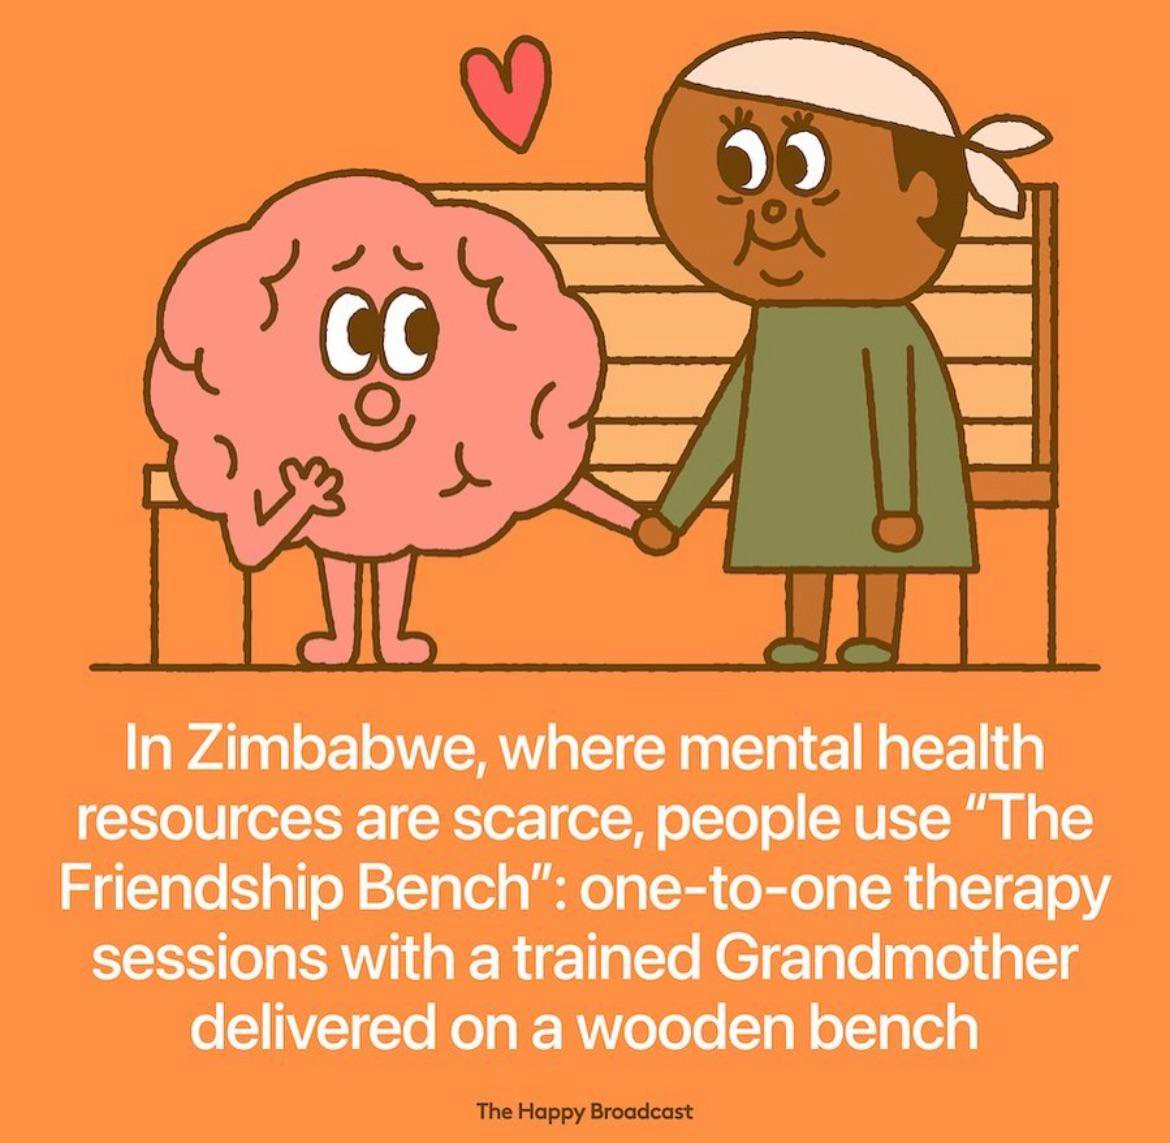 In Zimbabwe, where mental health
resources are scarce, people use “The
Friendship Bench”: one-to-one therapy
sessions with a trained Grandmother
delivered on a wooden bench
The Happy Broadcast